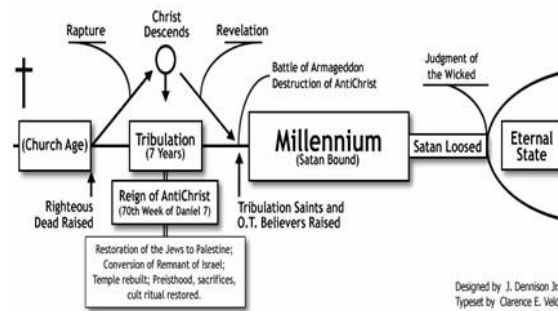 Christ
Descends
Rapture
Revelation
Battle of Armageddon
Destruction of AntiChrist
Judgment of
the Wicked
(Church Age)
Tribulation
(7 Years)
Millennium
(Satan Bound)
Satan Loosed
Eternal
State
Righteous
Dead Raised
Reign of AntiChrist
(70th Week of Daniel 7)
Tribulation Saints and
O.T. Believers Raised
Restoration of the Jews to Palestine;
Conversion of Remnant of Israel;
Temple rebuilt; Preisthood, sacrifices,
cult ritual restored.
Designed by J. Dennison Jr
Typeset by Clarence E.